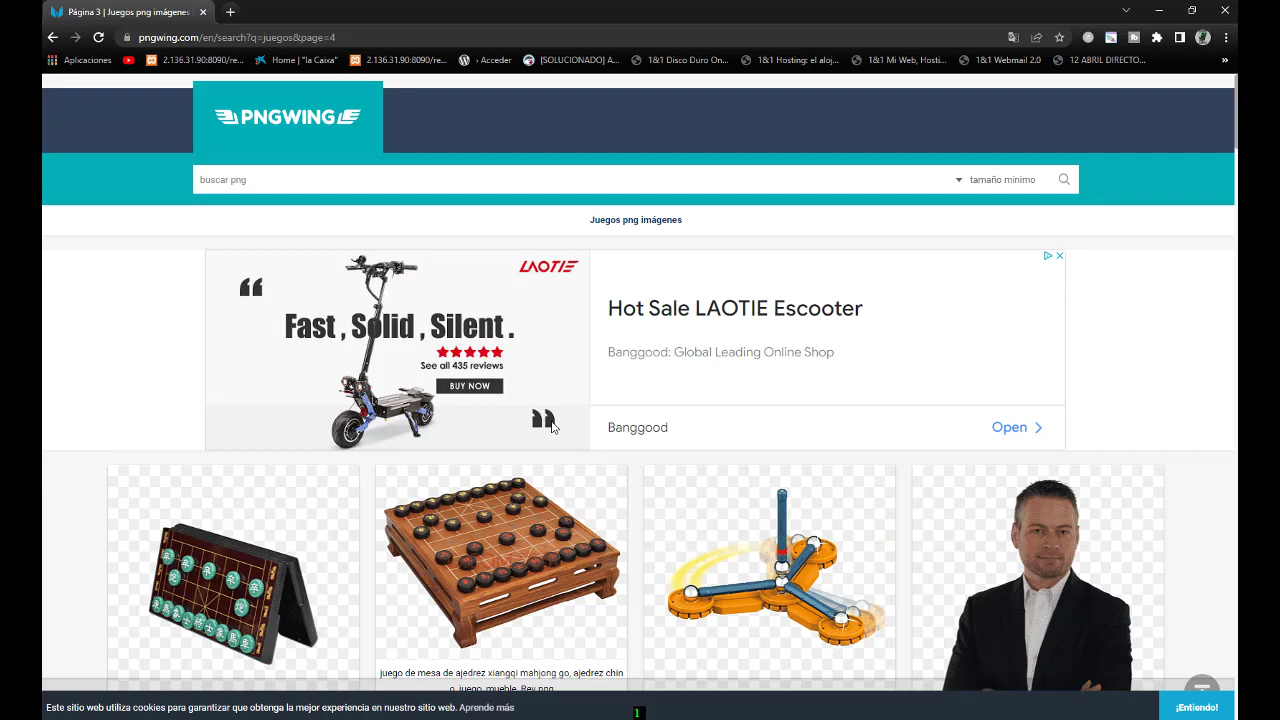 Página 3 | Juegos png imágenes
pngwing.com/en/search?q=juegos&page=4
Aplicaciones
2.136.31.90:8090/re...
Home | "la Caixa"
2.136.31.90:8090/re...
› Acceder
[SOLUCIONADO] A...
1&1 Disco Duro On...
1&1 Hosting: el aloj...
1&1 Mi Web, Hosti...
1&1 Webmail 2.0
12 ABRIL DIRECTO...
»
PNGWING
buscar png
tamaño mínimo
Juegos png imágenes
LAOTIE
Fast , Solid , Silent .
See all 435 reviews
BUY NOW
Hot Sale LAOTIE Escooter
Banggood: Global Leading Online Shop
Banggood
Open
juego de mesa de ajedrez xiangqi mahjong go, ajedrez chin
o, juego, mueble, Rey png
Este sitio web utiliza cookies para garantizar que obtenga la mejor experiencia en nuestro sitio web. Aprende más
¡Entiendo!
1